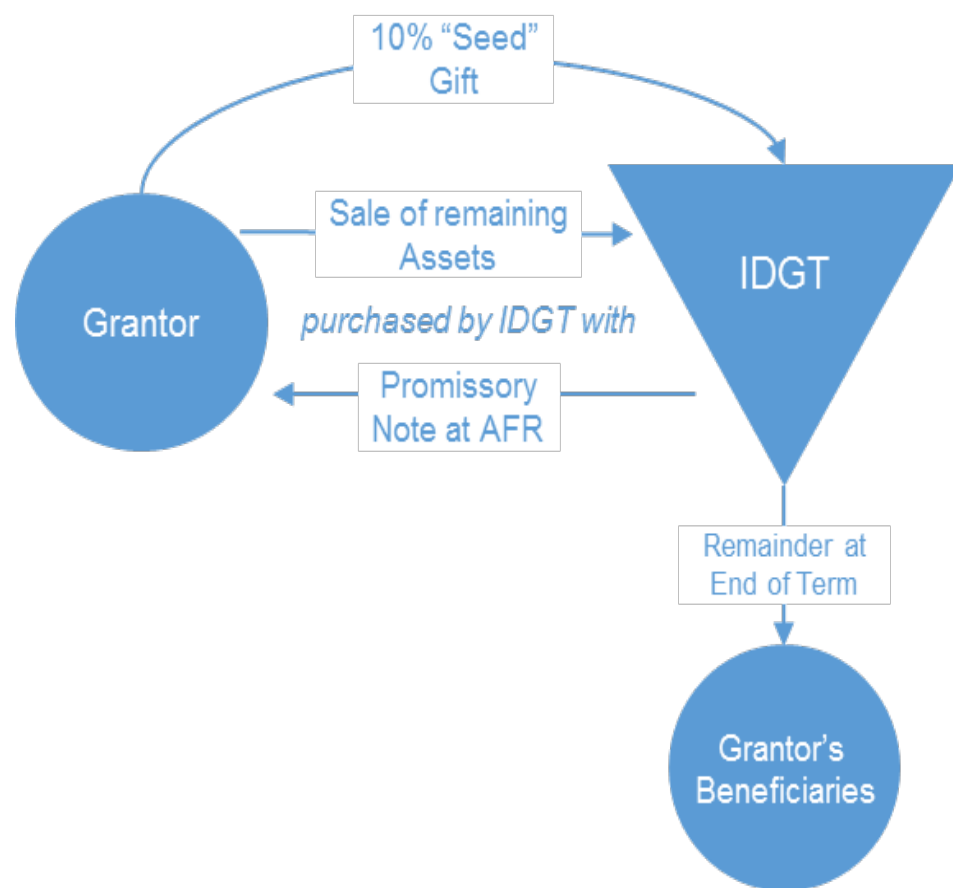 10% “Seed”
Gift
Sale of remaining
Assets
IDGT
Grantor
purchased by IDGT with
Promissory
Note at AFR
Remainder at
End of Term
Grantor’s
Beneficiaries